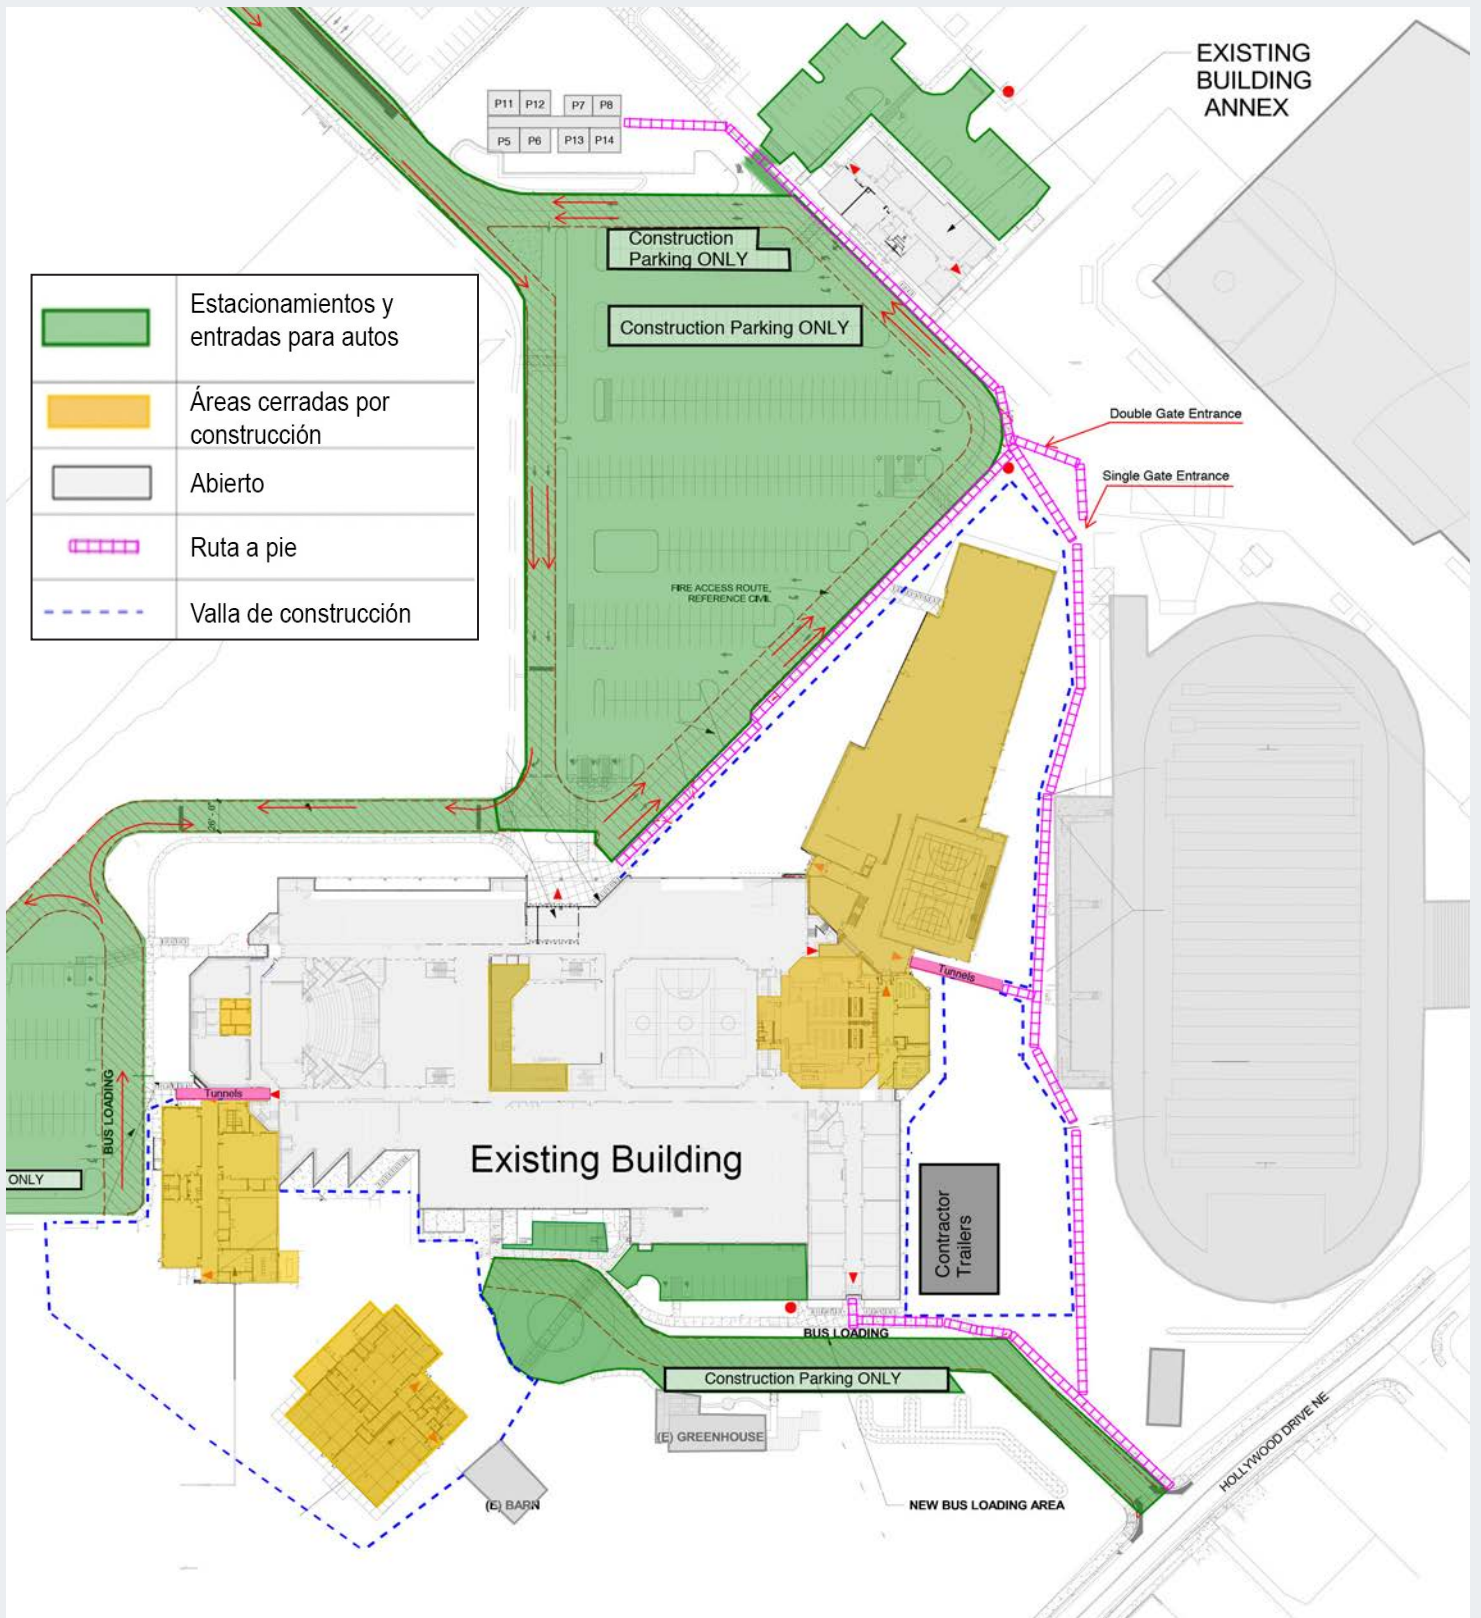 EXISTING
BUILDING
ANNEX
P11 P12 P7 P8
P5 P6 P13 P14
Construction
Parking ONLY
Construction Parking ONLY
Estacionamientos y
entradas para autos
Áreas cerradas por
construcción
Abierto
Ruta a pie
Valla de construcción
Double Gate Entrance
Single Gate Entrance
FIRE ACCESS ROUTE,
REFERENCE CIVIL
26' - 0"
Tunnels
Tunnels
BUS LOADING
ONLY
Existing Building
Contractor
Trailers
BUS LOADING
Construction Parking ONLY
(E) GREENHOUSE
(E) BARN
NEW BUS LOADING AREA
HOLLYWOOD DRIVE NE